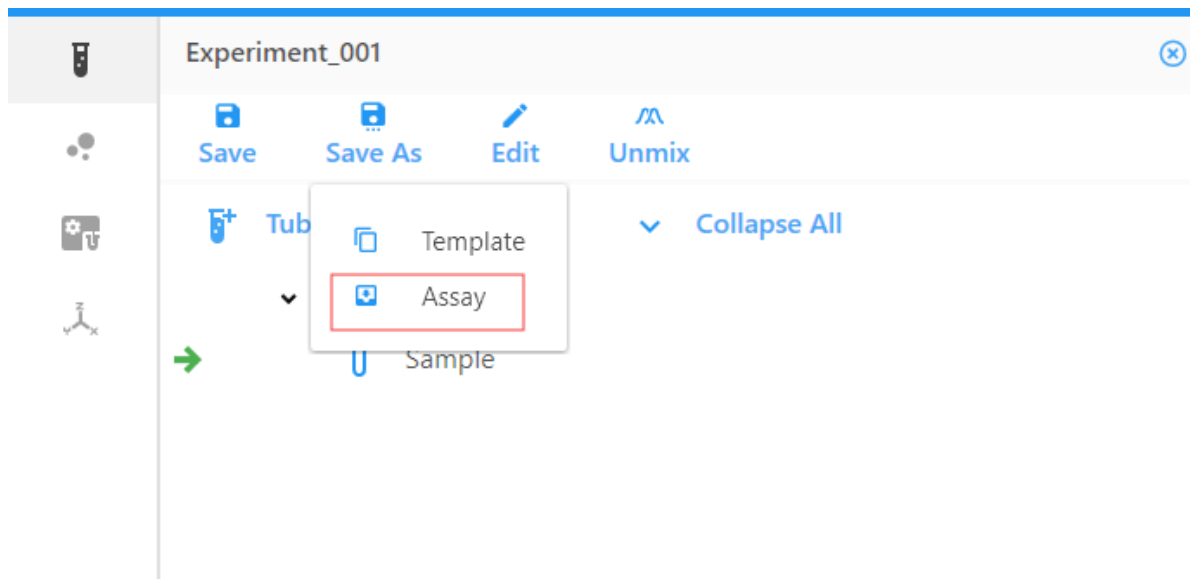 Experiment_001
Save Save As Edit Unmix
Tub Collapse All
Template
Assay
Sample